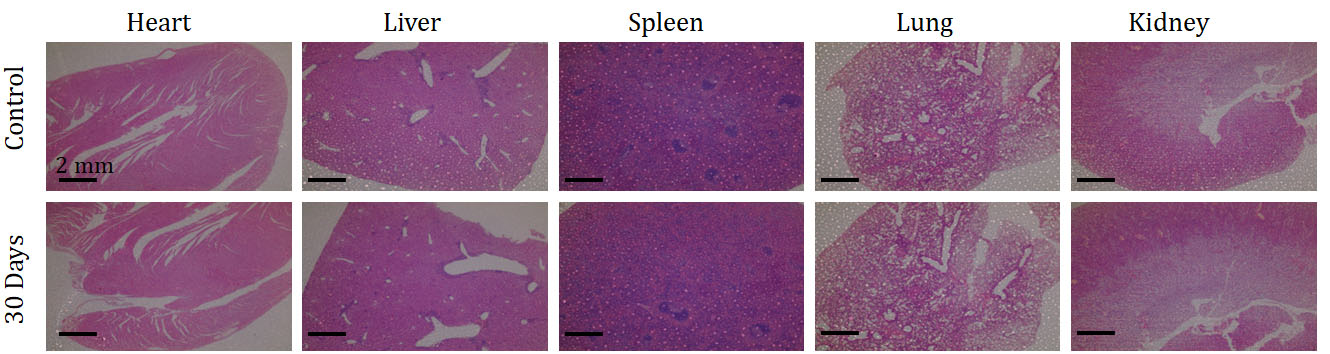 Heart Liver Spleen Lung Kidney
Control
2 mm
30 Days